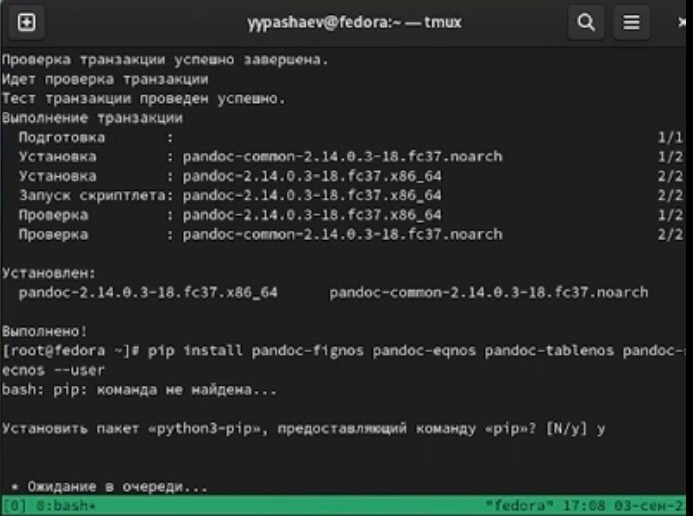 yypashaev@fedora:~ — tmux
Проверка транзакции успешно завершена.
Идет проверка транзакции
Тест транзакции проведен успешно.
Выполнение транзакции
  Подготовка       :                                                           1/1
  Установка        : pandoc-common-2.14.0.3-18.fc37.noarch                     1/2
  Установка        : pandoc-2.14.0.3-18.fc37.x86_64                            2/2
  Запуск скриптлета: pandoc-2.14.0.3-18.fc37.x86_64                            2/2
  Проверка         : pandoc-2.14.0.3-18.fc37.x86_64                            1/2
  Проверка         : pandoc-common-2.14.0.3-18.fc37.noarch                     2/2
Установлен:
  pandoc-2.14.0.3-18.fc37.x86_64      pandoc-common-2.14.0.3-18.fc37.noarch
Выполнено!
[root@fedora ~]# pip install pandoc-fignos pandoc-eqnos pandoc-tablenos pandoc-
ecnos --user
bash: pip: команда не найдена...
Установить пакет «python3-pip», предоставляющий команду «pip»? [N/y] y
 * Ожидание в очереди...
[0] 0:bash* "fedora" 17:08 03-сен-2